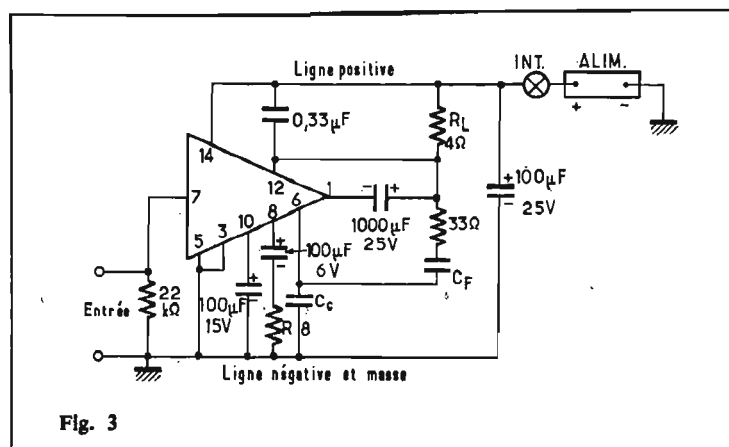 INT. ALIM.
Ligne positive
+ -
0,33µF
RL
4Ω
14
12
1
7
- +
+100µF
- 25V
6
1000µF
25V
33Ω
8
10
3
5
+
100µF
-
6V
CF
+
100µF-
15V
CG
Entrée
22
kΩ
R 8
Ligne négative et masse
Fig. 3